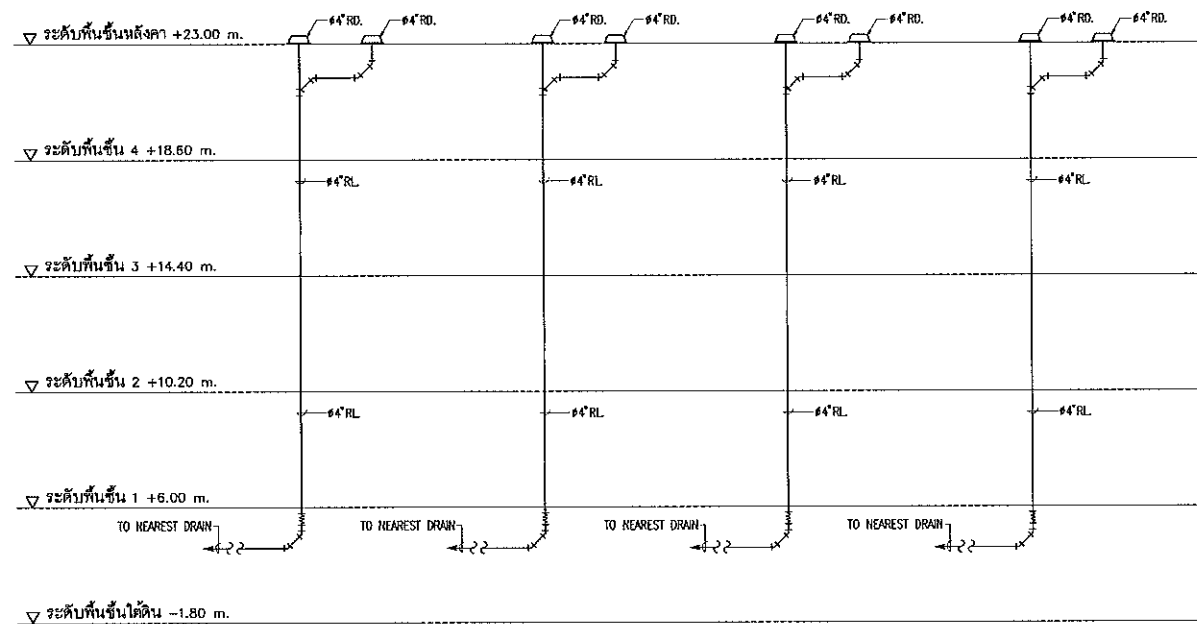 ø4"RD. ø4"RD. ø4"RD. ø4"RD. ø4"RD. ø4"RD. ø4"RD. ø4"RD.
ระดับพื้นชั้นหลังคา +23.00 m.
ระดับพื้นชั้น 4 +18.60 m.
ø4"RL ø4"RL ø4"RL ø4"RL
ระดับพื้นชั้น 3 +14.40 m.
ระดับพื้นชั้น 2 +10.20 m.
ø4"RL ø4"RL ø4"RL ø4"RL
ระดับพื้นชั้น 1 +6.00 m.
TO NEAREST DRAIN TO NEAREST DRAIN TO NEAREST DRAIN TO NEAREST DRAIN
ระดับพื้นชั้นใต้ดิน -1.80 m.